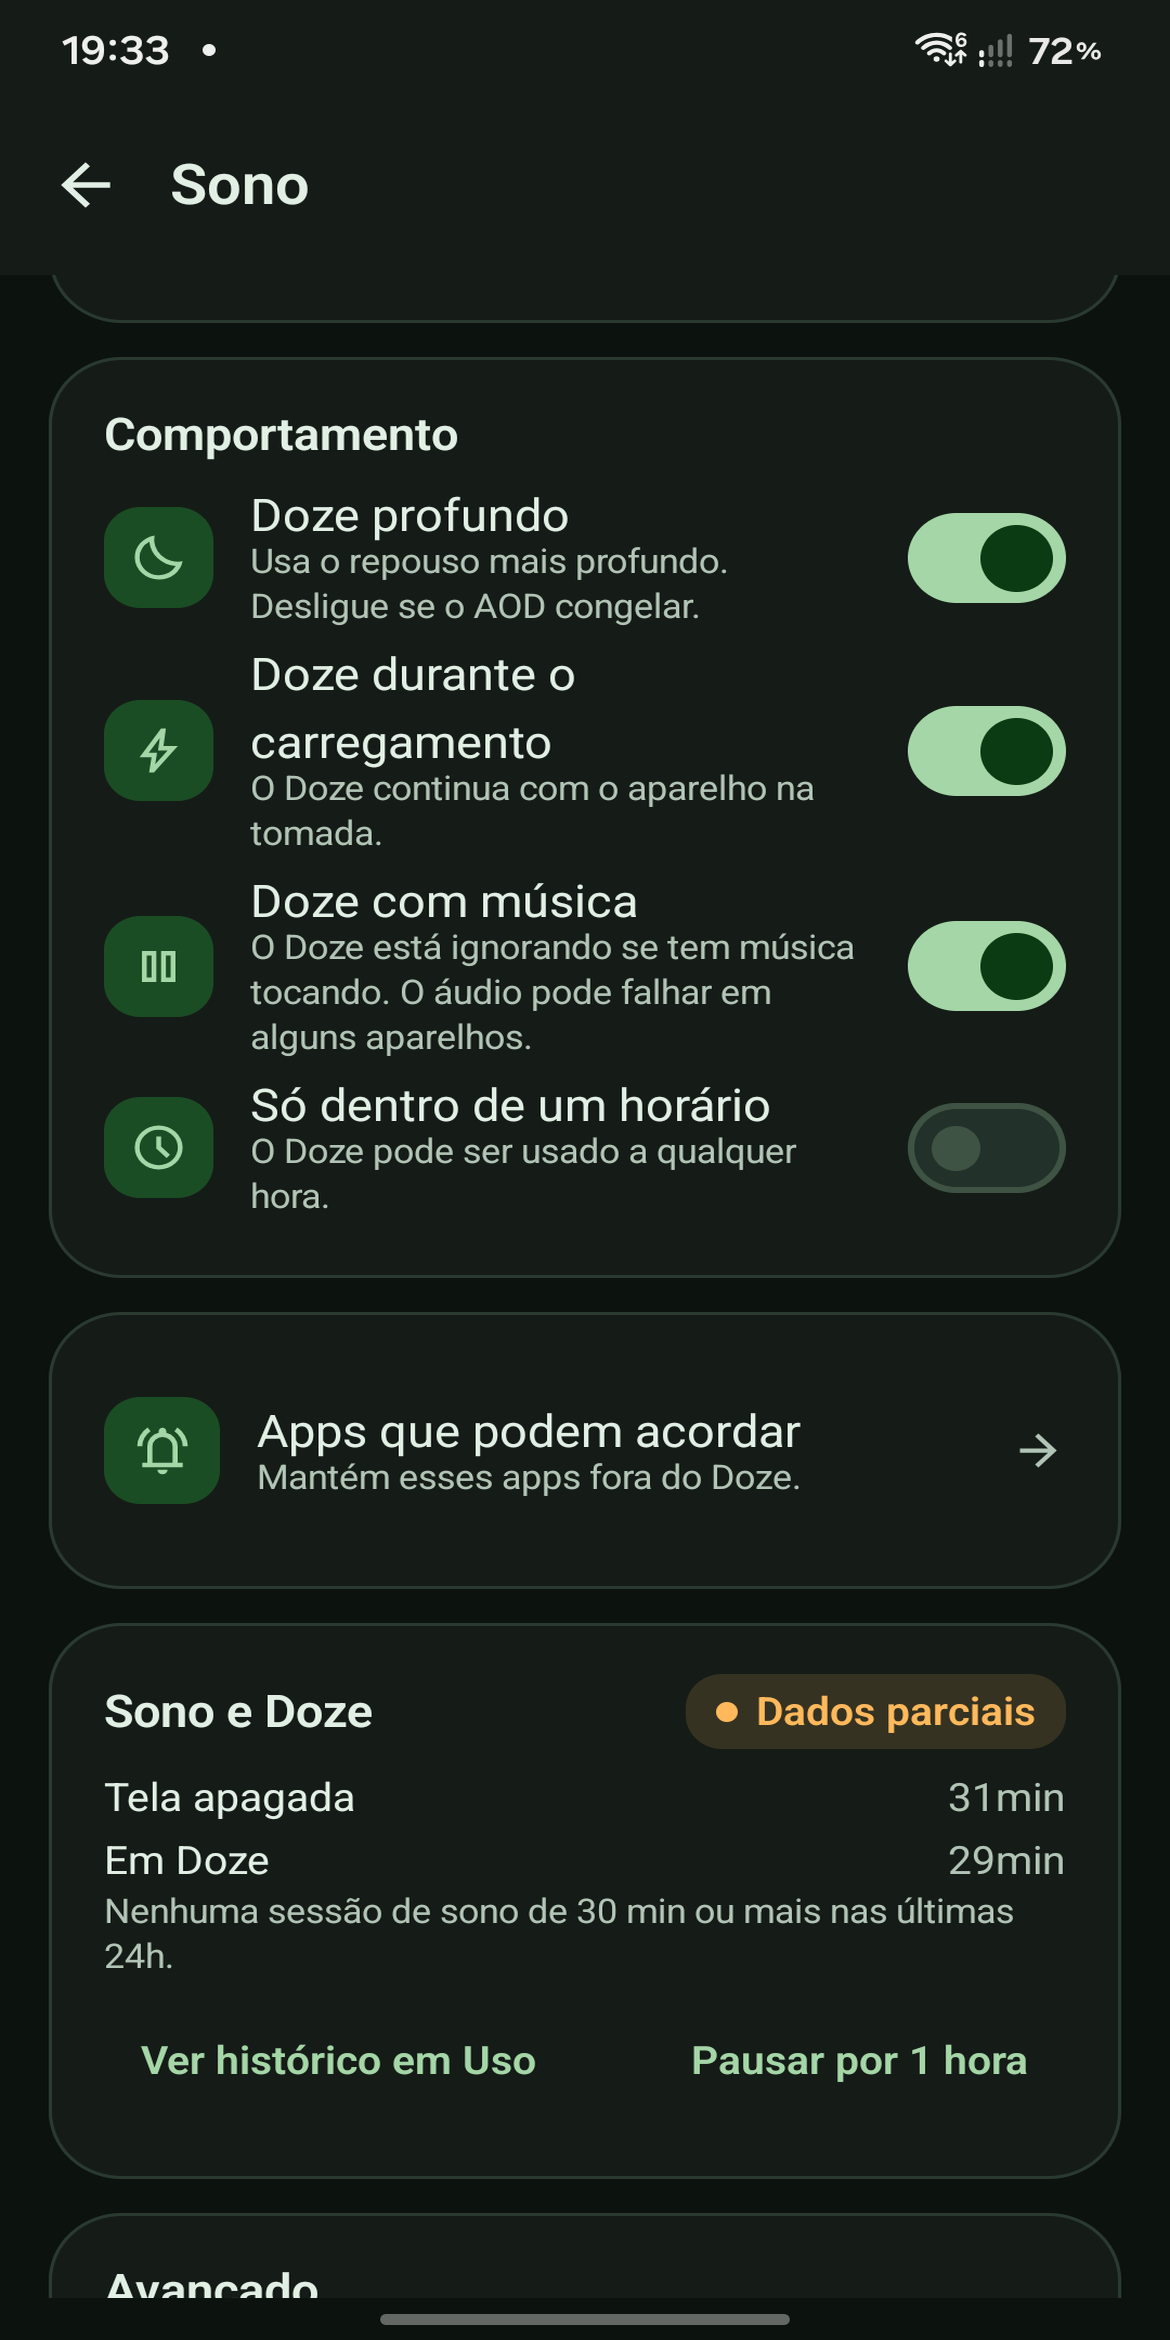 19:33
6
72%
Sono
Comportamento
Doze profundo
Usa o repouso mais profundo.
Desligue se o AOD congelar.
Doze durante o
carregamento
O Doze continua com o aparelho na
tomada.
Doze com música
O Doze está ignorando se tem música
tocando. O áudio pode falhar em
alguns aparelhos.
Só dentro de um horário
O Doze pode ser usado a qualquer
hora.
Apps que podem acordar
Mantém esses apps fora do Doze.
Sono e Doze
Dados parciais
Tela apagada 31min
Em Doze 29min
Nenhuma sessão de sono de 30 min ou mais nas últimas
24h.
Ver histórico em Uso
Pausar por 1 hora
Avançado